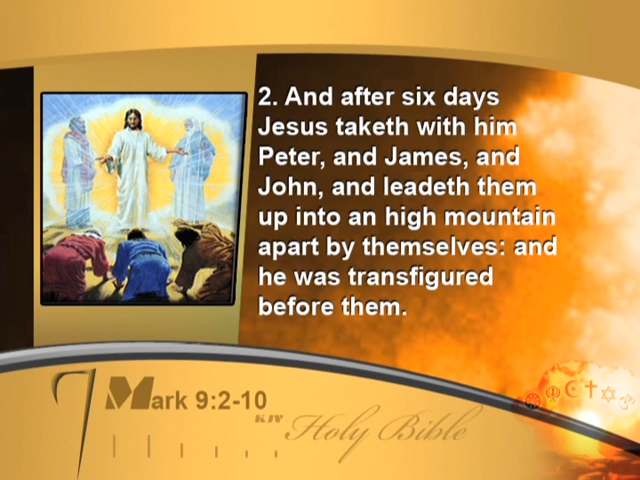 2. And after six days
Jesus taketh with him
Peter, and James, and
John, and leadeth them
up into an high mountain
apart by themselves: and
he was transfigured
before them.
Mark 9:2-10
KJV
Holy Bible